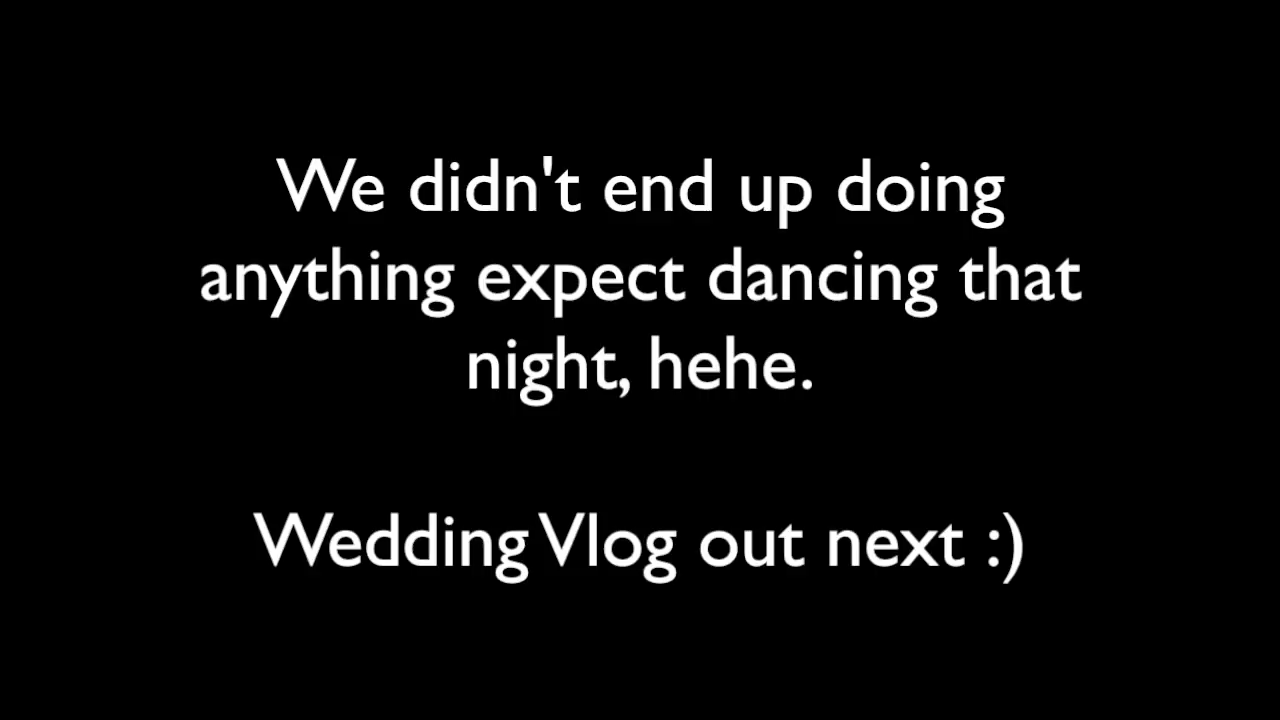 We didn't end up doing
anything expect dancing that
night, hehe.
Wedding Vlog out next :)